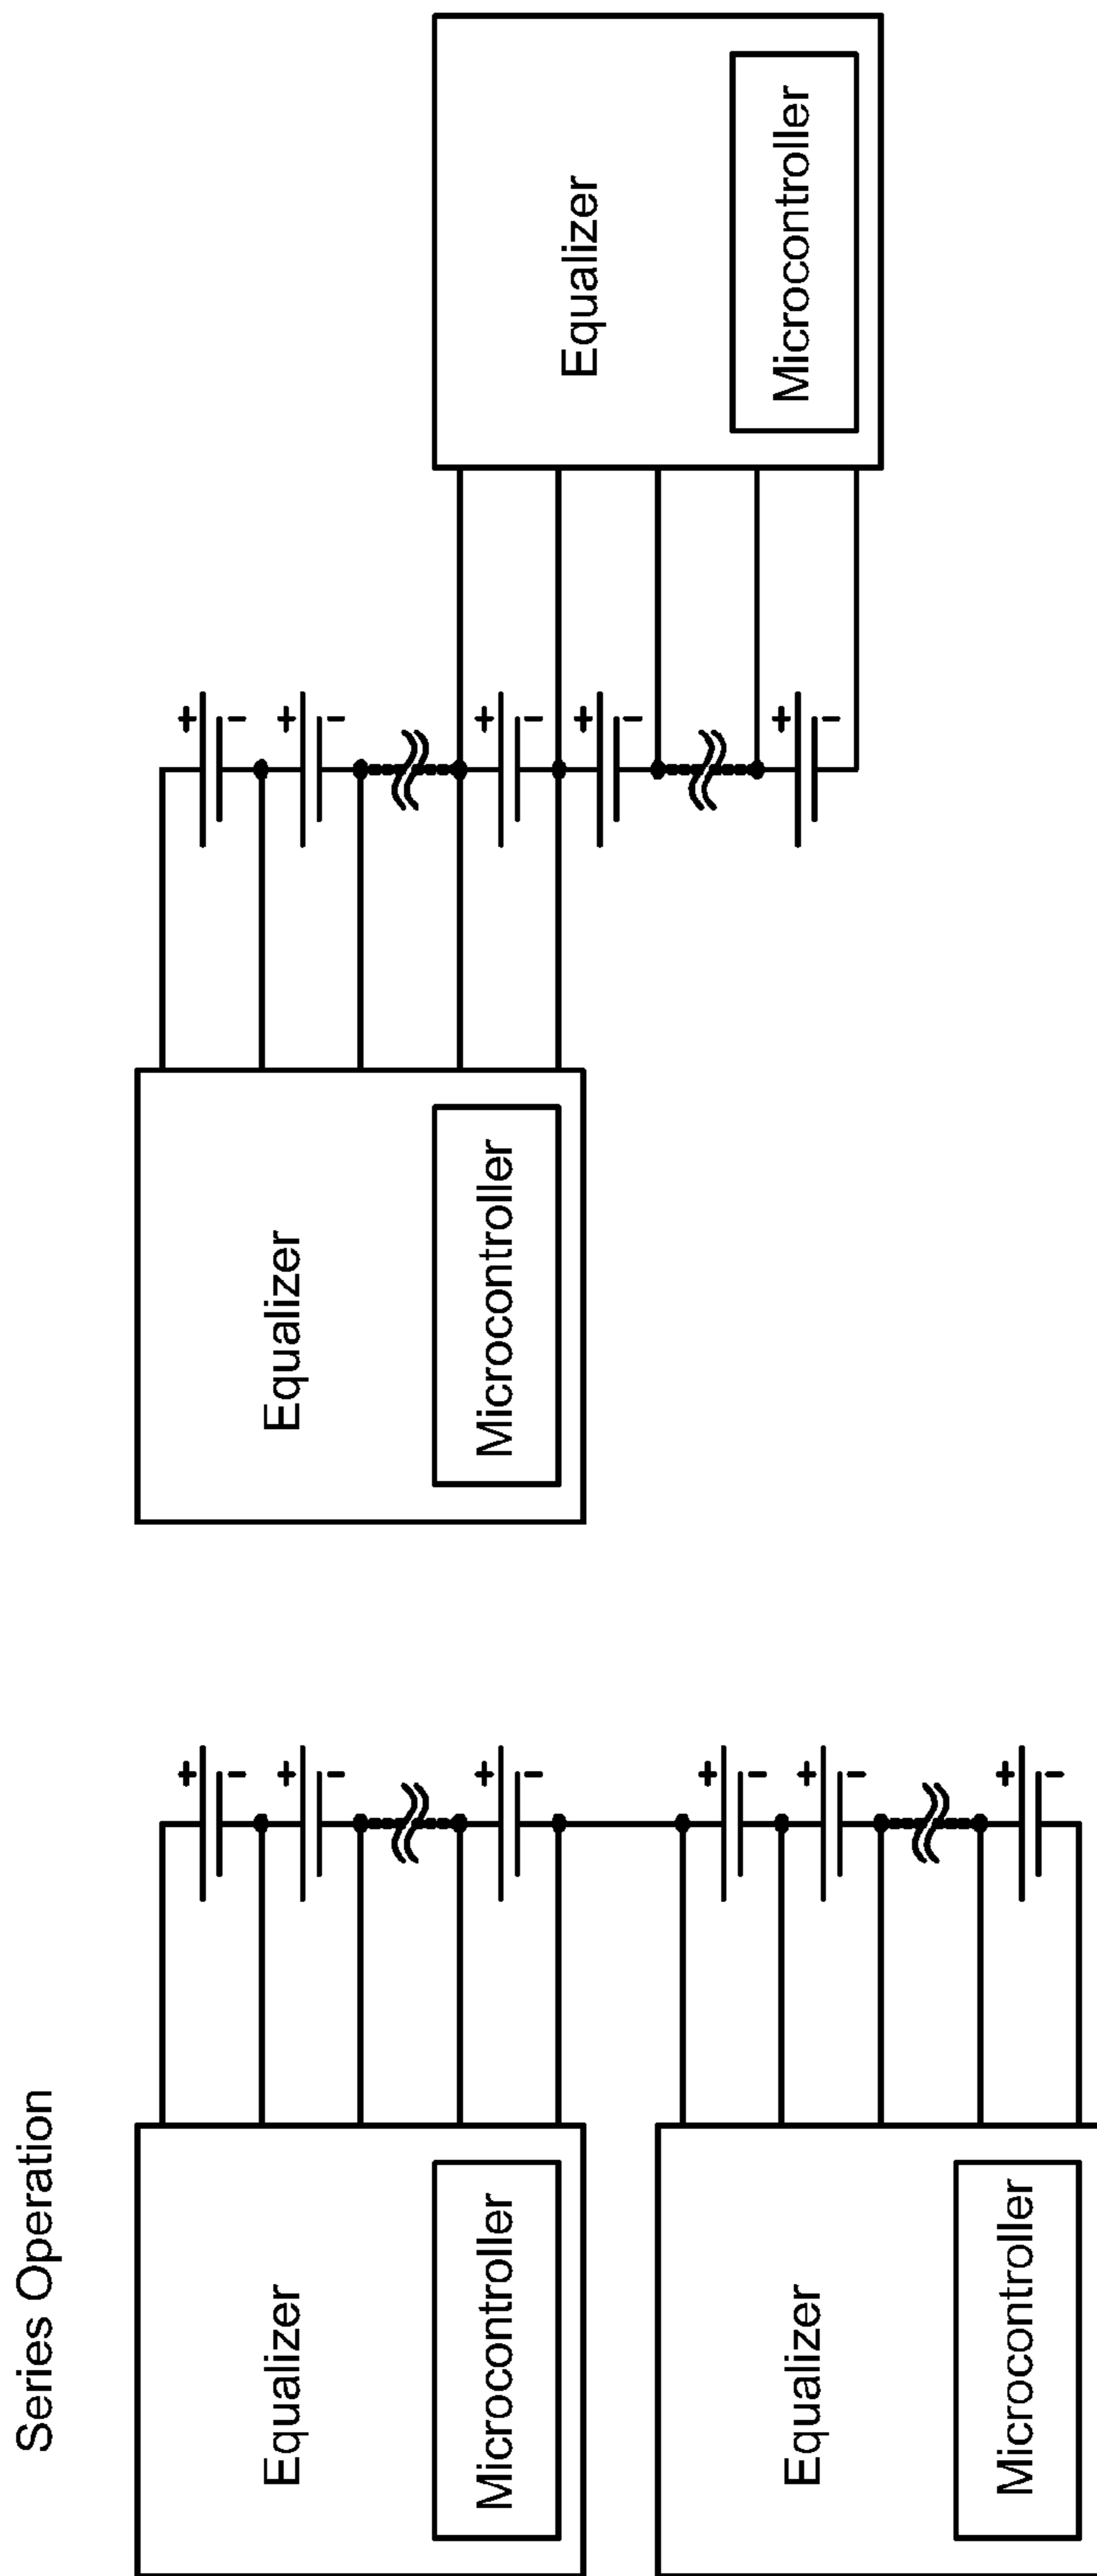 Series Operation
Equalizer
Microcontroller
Equalizer
Microcontroller
+
-
+
-
+
-
+
-
+
-
+
-
Equalizer
Microcontroller
+
-
+
-
+
-
+
-
+
-
Equalizer
Microcontroller